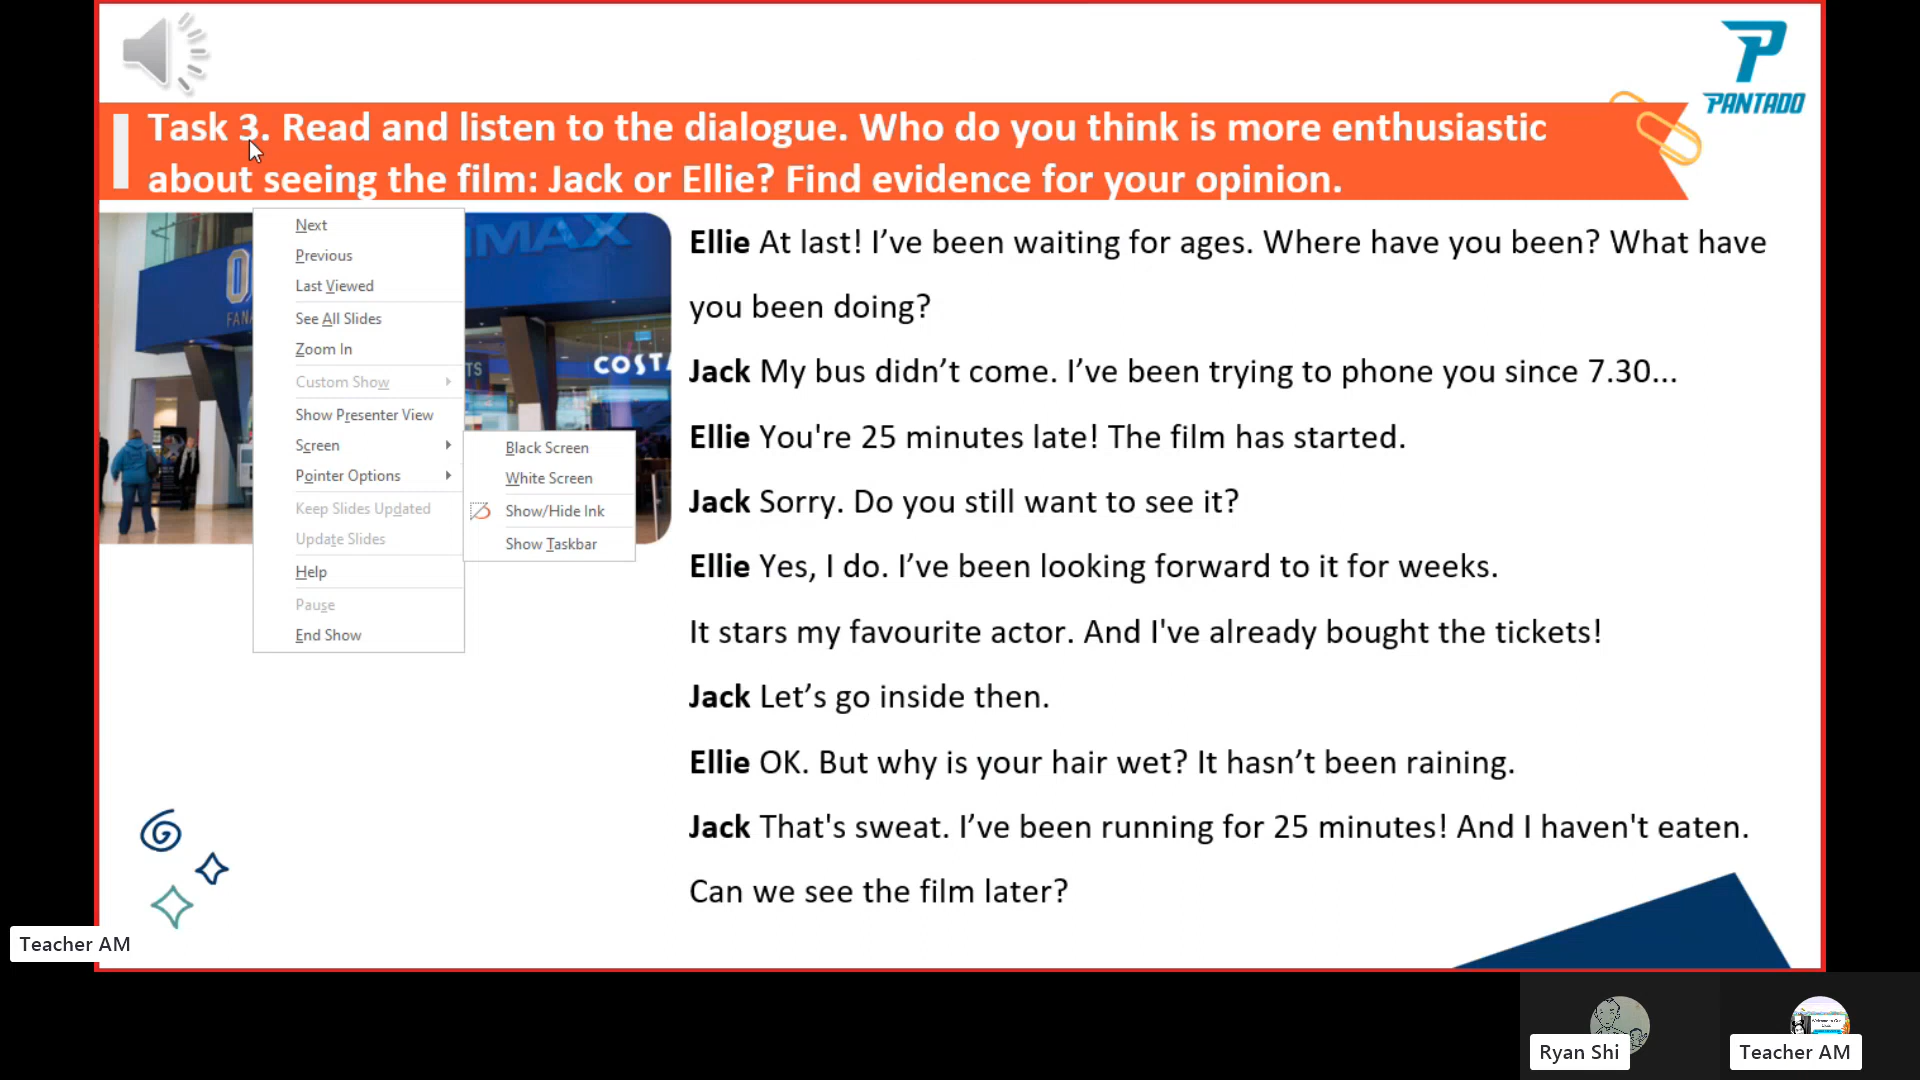 PANTADO
Task 3. Read and listen to the dialogue. Who do you think is more enthusiastic
about seeing the film: Jack or Ellie? Find evidence for your opinion.
IMAX
FAN
COSTA
TS
Next
Previous
Last Viewed
See All Slides
Zoom In
Custom Show
Show Presenter View
Screen
Pointer Options
Keep Slides Updated
Update Slides
Help
Pause
End Show
Black Screen
White Screen
Show/Hide Ink
Show Taskbar
Ellie At last! I’ve been waiting for ages. Where have you been? What have
you been doing?
Jack My bus didn’t come. I’ve been trying to phone you since 7.30...
Ellie You're 25 minutes late! The film has started.
Jack Sorry. Do you still want to see it?
Ellie Yes, I do. I’ve been looking forward to it for weeks.
It stars my favourite actor. And I've already bought the tickets!
Jack Let’s go inside then.
Ellie OK. But why is your hair wet? It hasn’t been raining.
Jack That's sweat. I’ve been running for 25 minutes! And I haven't eaten.
Can we see the film later?
Teacher AM
Ryan Shi
Teacher AM